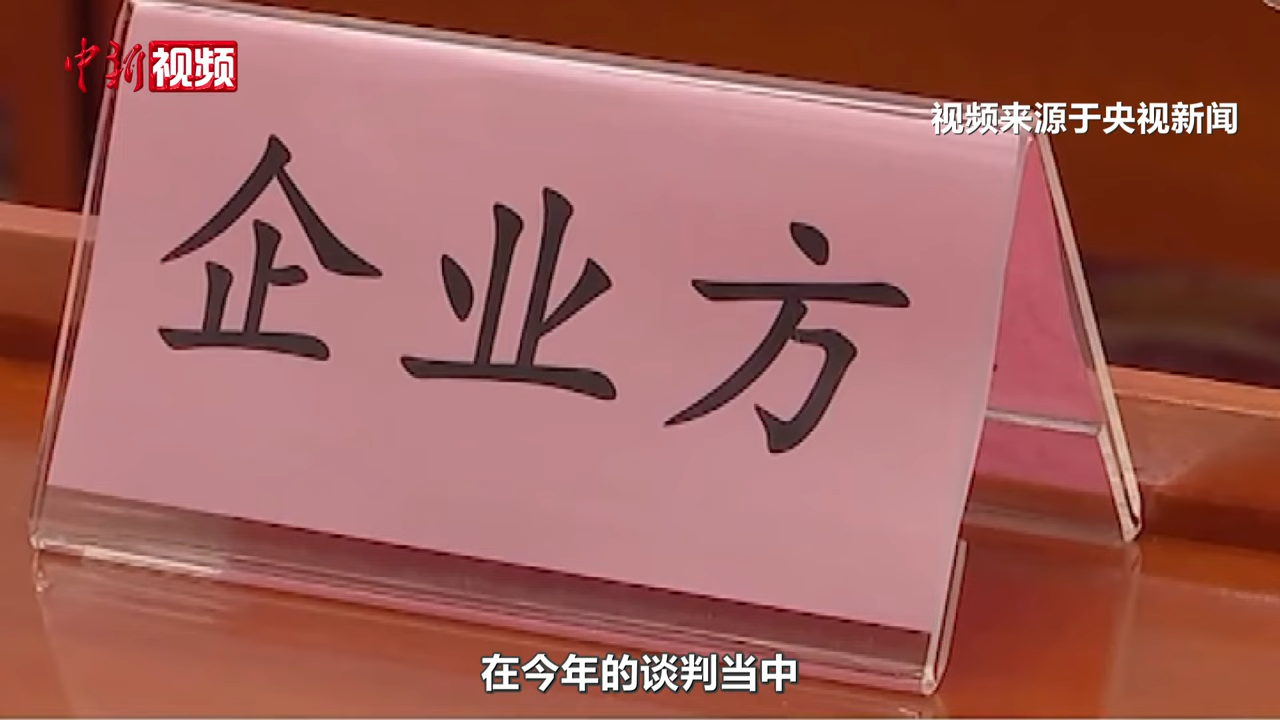 中新视频
视频来源于央视新闻
企业方
在今年的谈判当中